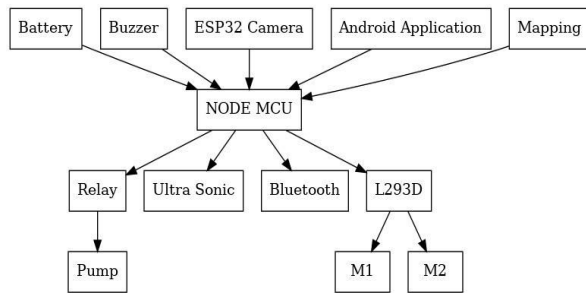 Battery
Buzzer
ESP32 Camera
Android Application
Mapping
NODE MCU
Relay
Ultra Sonic
Bluetooth
L293D
Pump
M1
M2